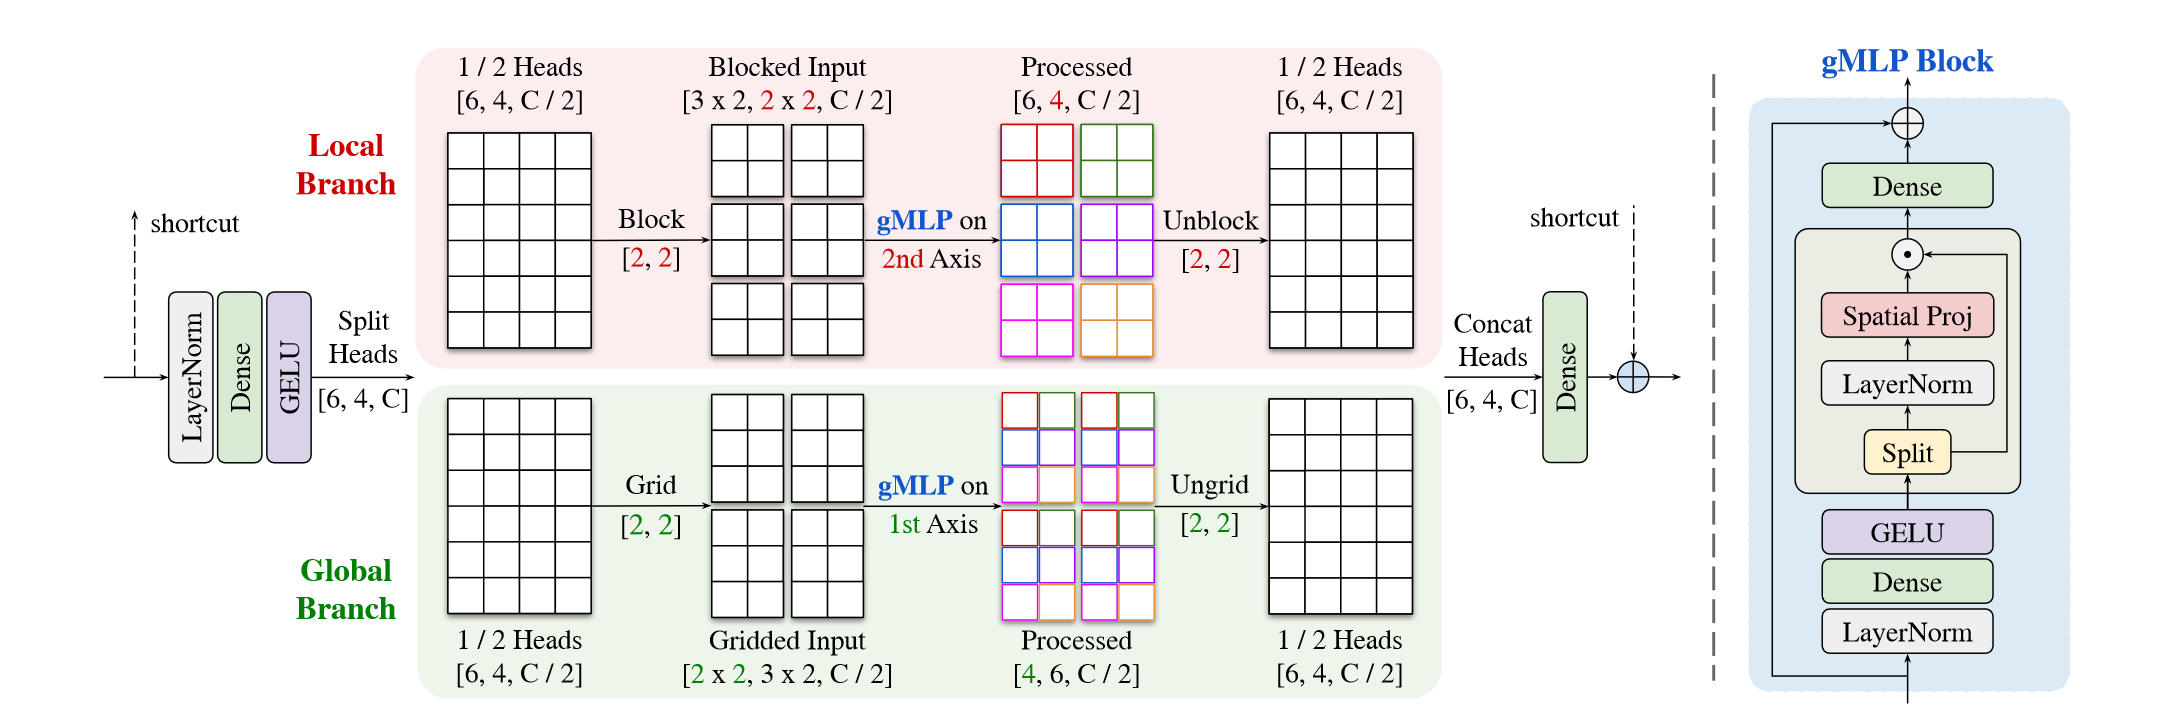 shortcut
LayerNorm
Dense
GELU
Split
Heads
[6, 4, C]
Local
Branch
1 / 2 Heads
[6, 4, C / 2]
Block
[2, 2]
Blocked Input
[3 x 2, 2 x 2, C / 2]
gMLP on
2nd Axis
Processed
[6, 4, C / 2]
Unblock
[2, 2]
1 / 2 Heads
[6, 4, C / 2]
Global
Branch
1 / 2 Heads
[6, 4, C / 2]
Grid
[2, 2]
Gridded Input
[2 x 2, 3 x 2, C / 2]
gMLP on
1st Axis
Processed
[4, 6, C / 2]
Ungrid
[2, 2]
1 / 2 Heads
[6, 4, C / 2]
Concat
Heads
[6, 4, C]
Dense
shortcut
gMLP Block
Dense
Spatial Proj
LayerNorm
Split
GELU
Dense
LayerNorm